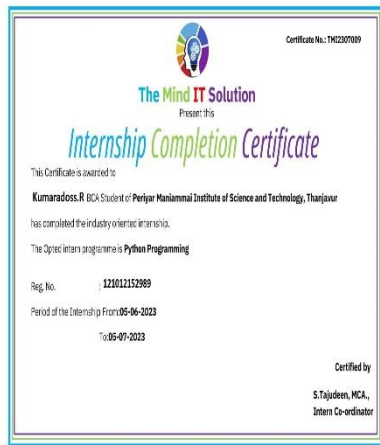 Certificate No.: TMI230T009
The Mind IT Solution
Present this
Internship Completion Certificate
This Certificate is awarded to
Kumaradoss.R BCA Student of Periyar Maniammai Institute of Science and Technology, Thanjavur
has completed the industry oriented internship.
The Opted intern programme is Python Programming
Reg. No. : 121012152989
Period of the Internship From:05-06-2023
To:05-07-2023
Certified by
S.Tajudeen, MCA.,
Intern Co-ordinator